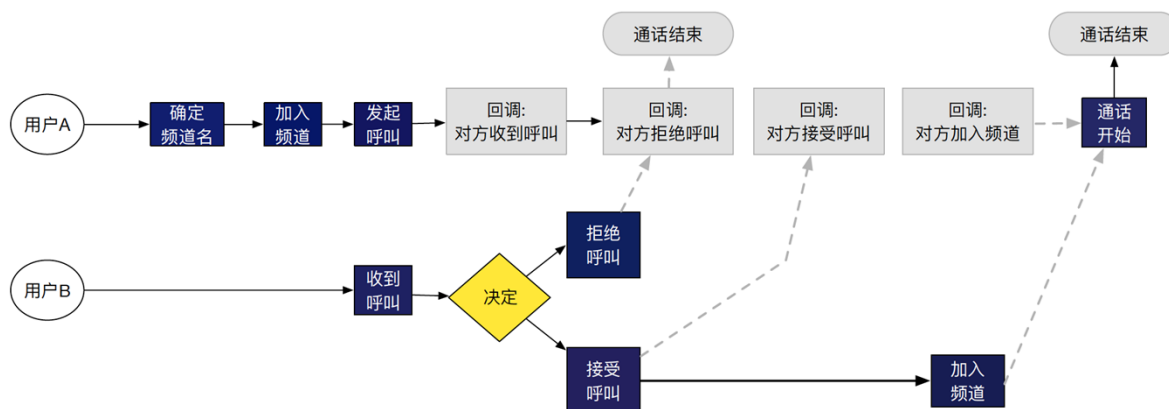 通话结束
通话结束
用户A
确定
频道名
加入
频道
发起
呼叫
回调:
对方收到呼叫
回调:
对方拒绝呼叫
回调:
对方接受呼叫
回调:
对方加入频道
通话
开始
拒绝
呼叫
用户B
收到
呼叫
决定
接受
呼叫
加入
频道